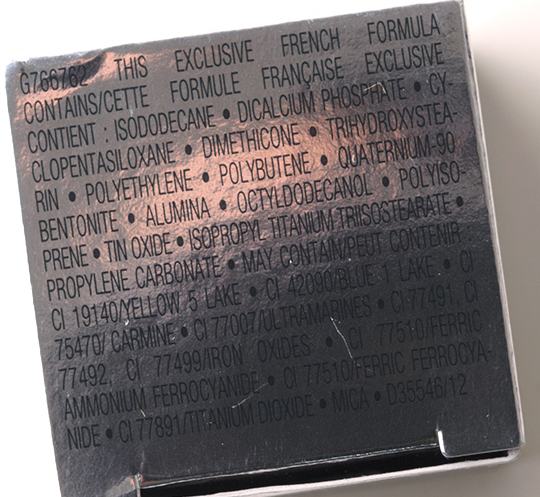 G766762 THIS EXCLUSIVE FRENCH FORMULA
CONTAINS/CETTE FORMULE FRANÇAISE EXCLUSIVE
CONTIENT : ISODODECANE • DICALCIUM PHOSPHATE • CY-
CLOPENTASILOXANE • DIMETHICONE • TRIHYDROXYSTEA-
RIN • POLYETHYLENE • POLYBUTENE • QUATERNIUM-90
BENTONITE • ALUMINA • OCTYLDODECANOL • POLYISO-
PRENE • TIN OXIDE • ISOPROPYL TITANIUM TRIISOSTEARATE •
PROPYLENE CARBONATE • MAY CONTAIN/PEUT CONTENIR
CI 19140/YELLOW 5 LAKE • CI 42090/BLUE 1 LAKE • CI
75470/ CARMINE • CI 77007/ULTRAMARINES • CI 77491, CI
77492, CI 77499/IRON OXIDES • CI 77510/FERRIC
AMMONIUM FERROCYANIDE • CI 77510/FERRIC FERROCYA-
NIDE • CI 77891/TITANIUM DIOXIDE • MICA • D35546/12